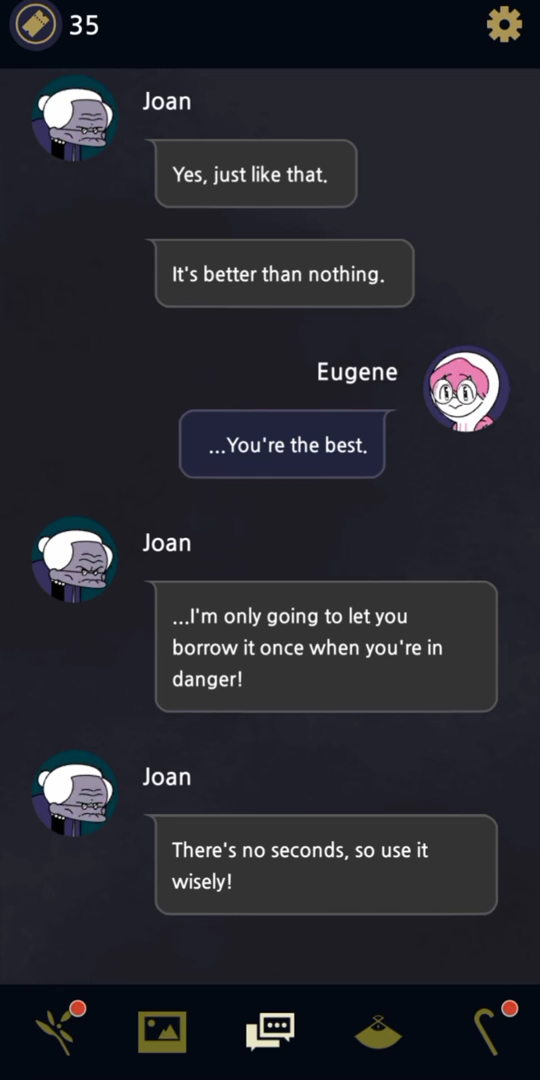 35
Joan
Yes, just like that.
It's better than nothing.
Eugene
...You're the best.
Joan
...I'm only going to let you
borrow it once when you're in
danger!
Joan
There's no seconds, so use it
wisely!